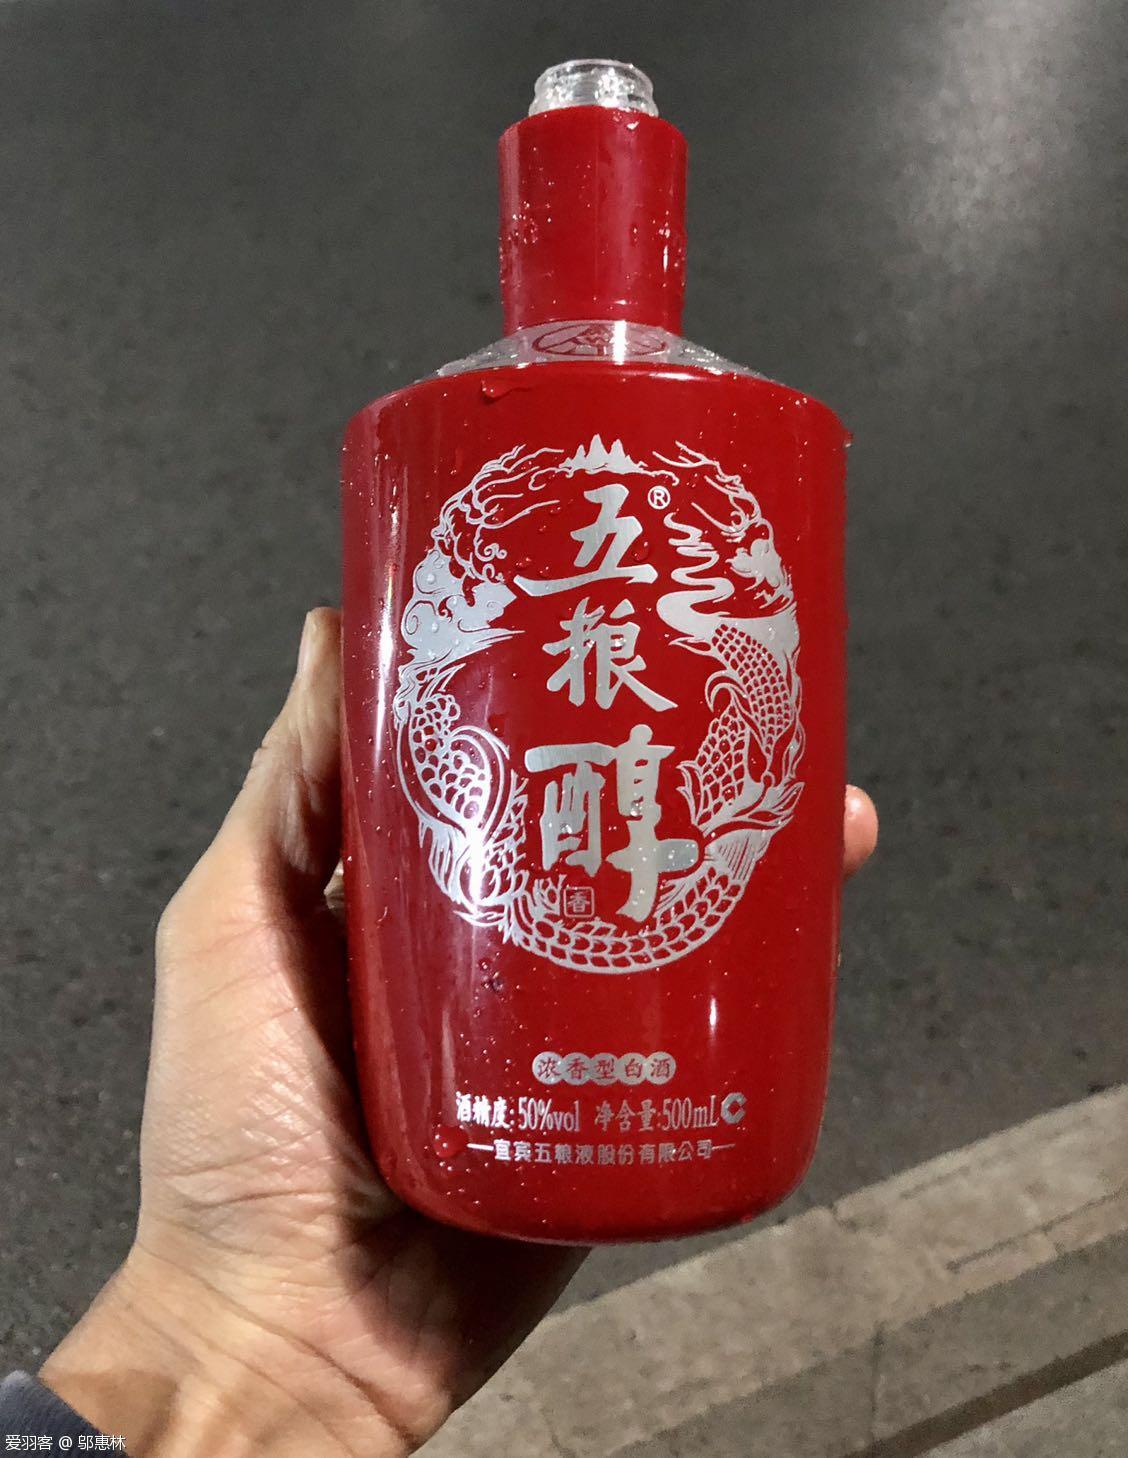 五®
粮
醇
香
浓香型白酒
酒精度:50%vol 净含量:500mL
宜宾五粮液股份有限公司
爱羽客 @ 邬惠林